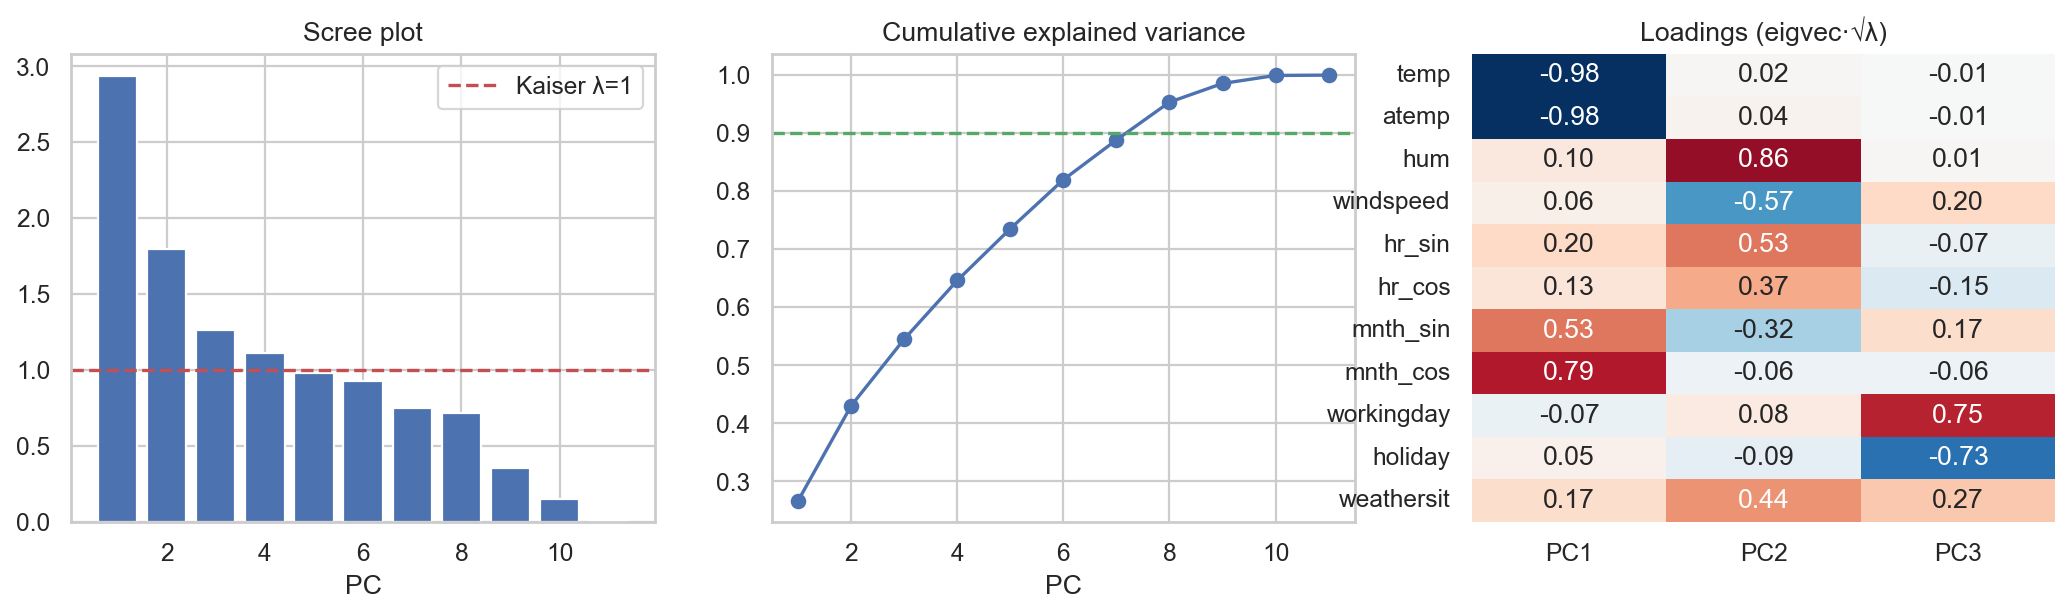 Scree plot
3.0
2.5
2.0
1.5
1.0
0.5
0.0
Kaiser λ=1
2 4 6 8 10
PC
Cumulative explained variance
1.0
0.9
0.8
0.7
0.6
0.5
0.4
0.3
2 4 6 8 10
PC
Loadings (eigvec·√λ)
temp -0.98 0.02 -0.01
atemp -0.98 0.04 -0.01
hum 0.10 0.86 0.01
windspeed 0.06 -0.57 0.20
hr_sin 0.20 0.53 -0.07
hr_cos 0.13 0.37 -0.15
mnth_sin 0.53 -0.32 0.17
mnth_cos 0.79 -0.06 -0.06
workingday -0.07 0.08 0.75
holiday 0.05 -0.09 -0.73
weathersit 0.17 0.44 0.27
PC1 PC2 PC3